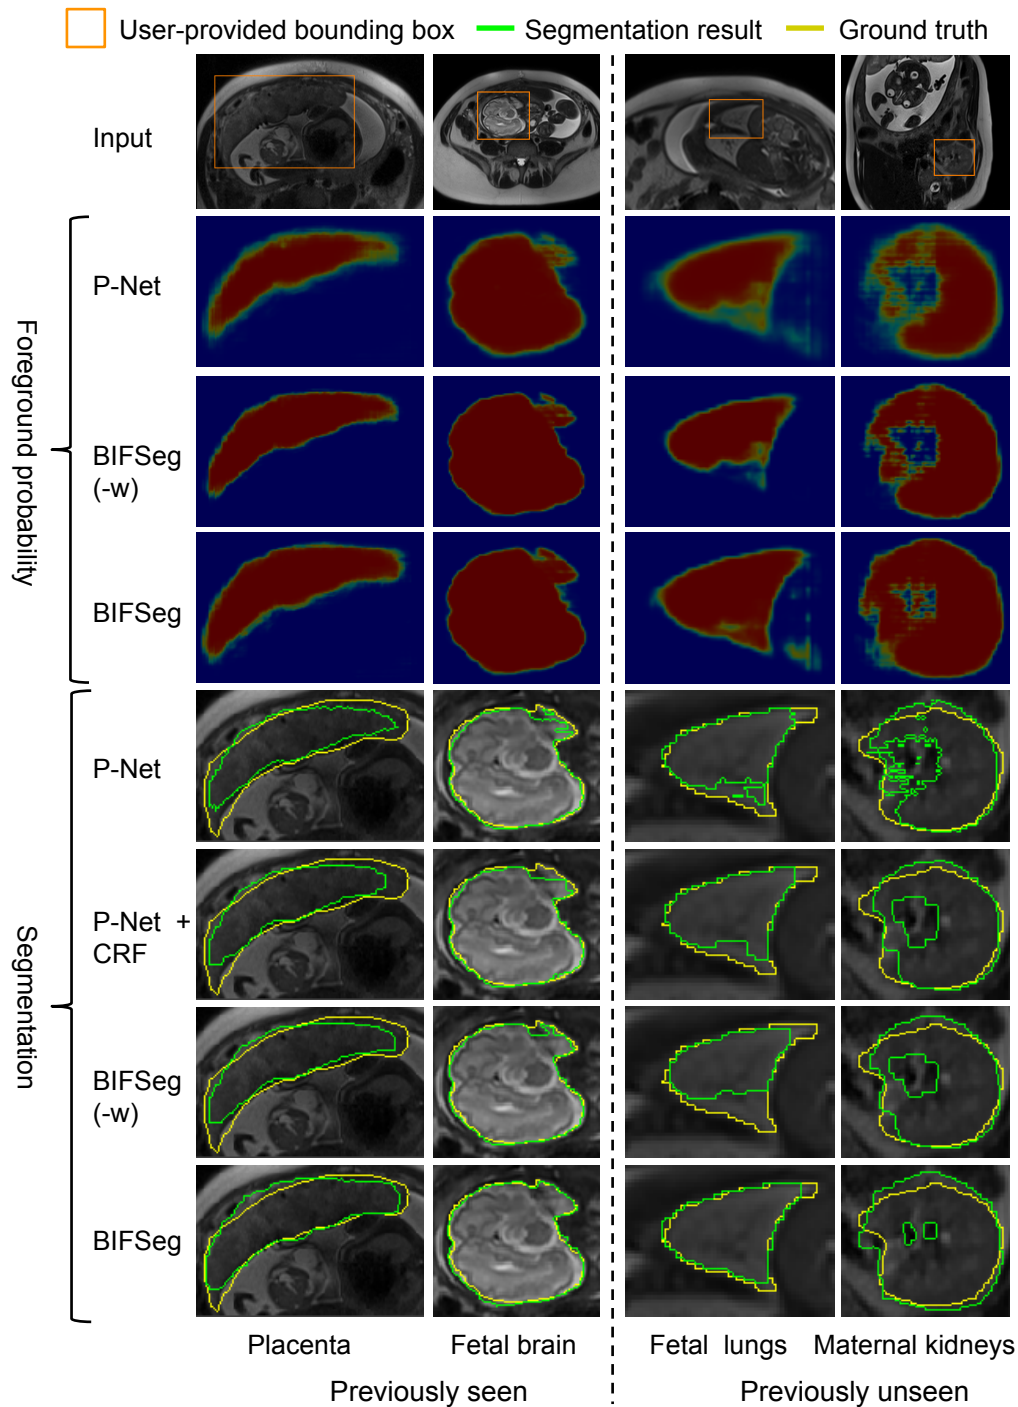 User-provided bounding box Segmentation result Ground truth
Input
Foreground probability
P-Net
BIFSeg
(-w)
BIFSeg
Segmentation
P-Net
P-Net +
CRF
BIFSeg
(-w)
BIFSeg
Placenta Fetal brain Fetal lungs Maternal kidneys
Previously seen Previously unseen